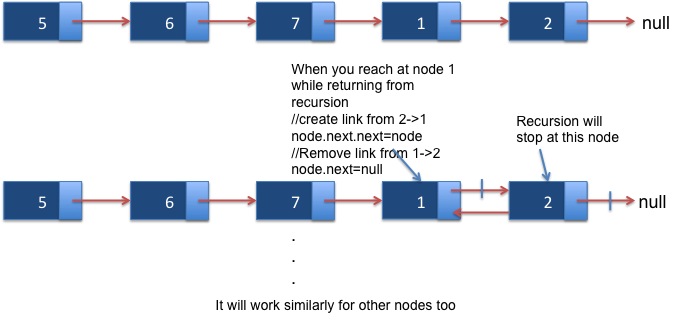 5 6 7 1 2 null
When you reach at node 1
while returning from
recursion
//create link from 2->1
node.next.next=node
//Remove link from 1->2
node.next=null
Recursion will
stop at this node
5 6 7 1 2 null
.
.
.
It will work similarly for other nodes too